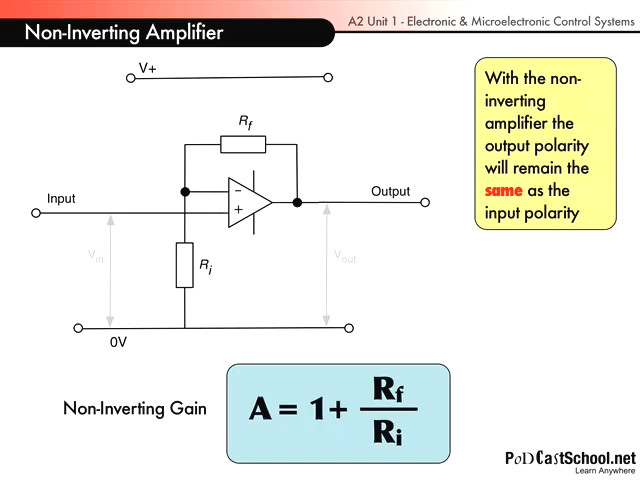 A2 Unit 1 - Electronic & Microelectronic Control Systems
Non-Inverting Amplifier
V+
With the non-
inverting
amplifier the
output polarity
will remain the
same as the
input polarity
Rf
Input
Output
−
+
Vin
Vout
Ri
0V
Non-Inverting Gain
A = 1+ Rf
Ri
PoDCastSchool.net
Learn Anywhere